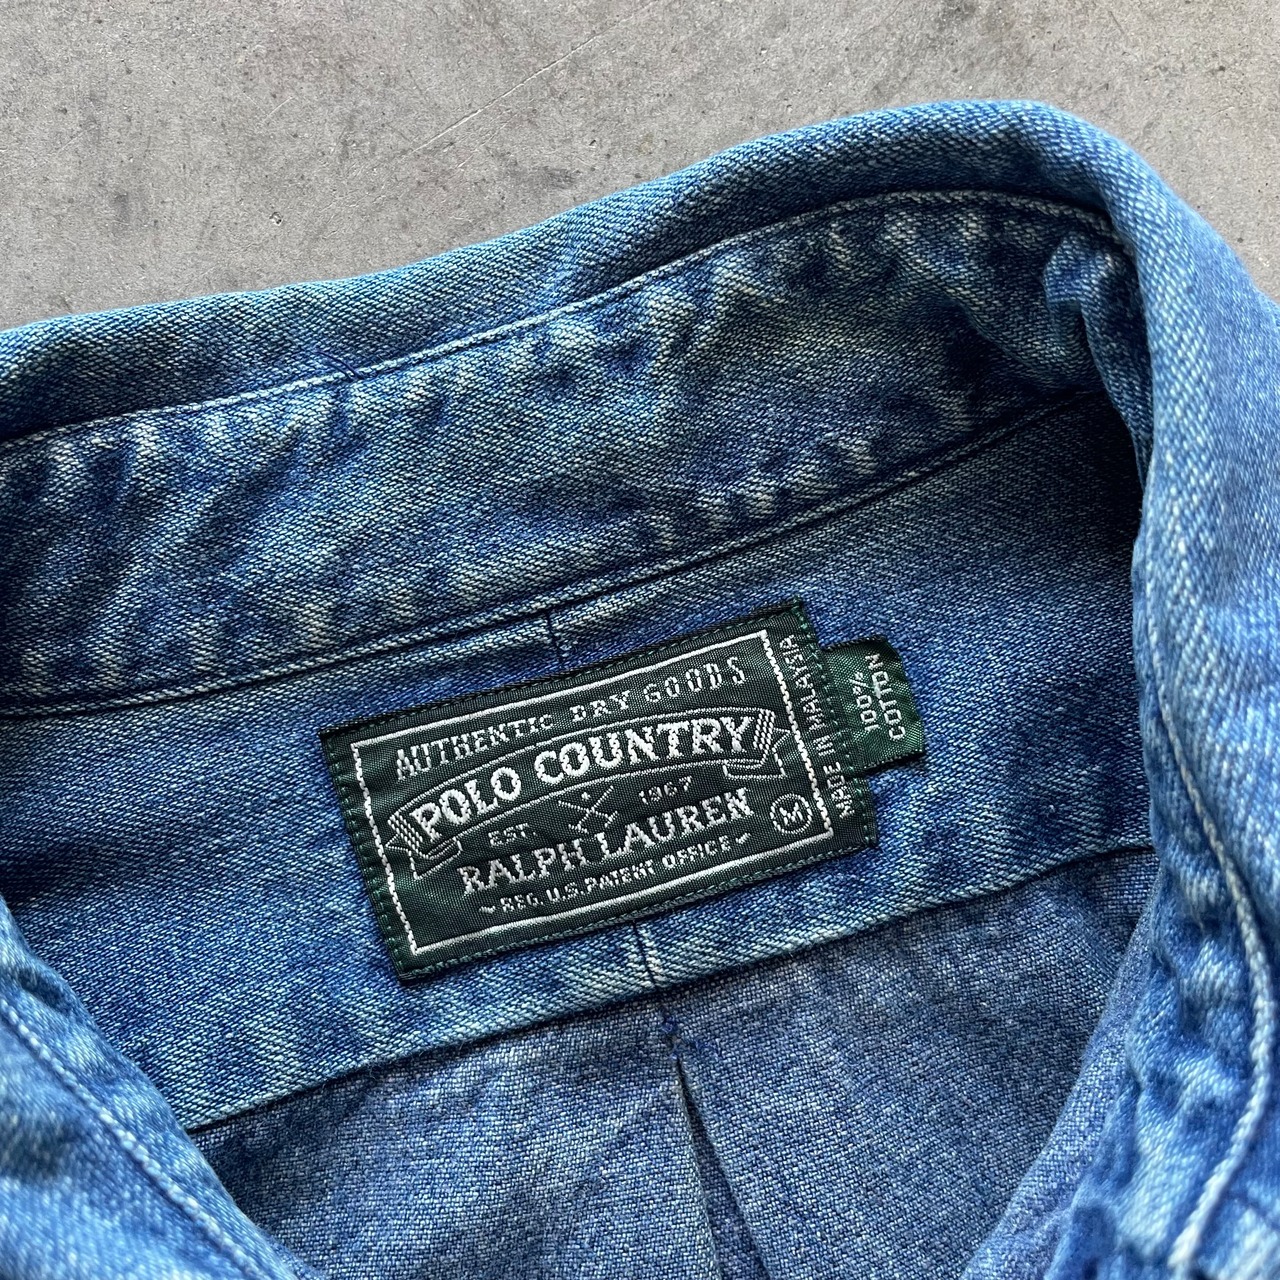 AUTHENTIC DRY GOODS
POLO COUNTRY
EST. 1967
RALPH LAUREN
REG. U.S. PATENT OFFICE
M
MADE IN MALAYSIA
100%
COTTON